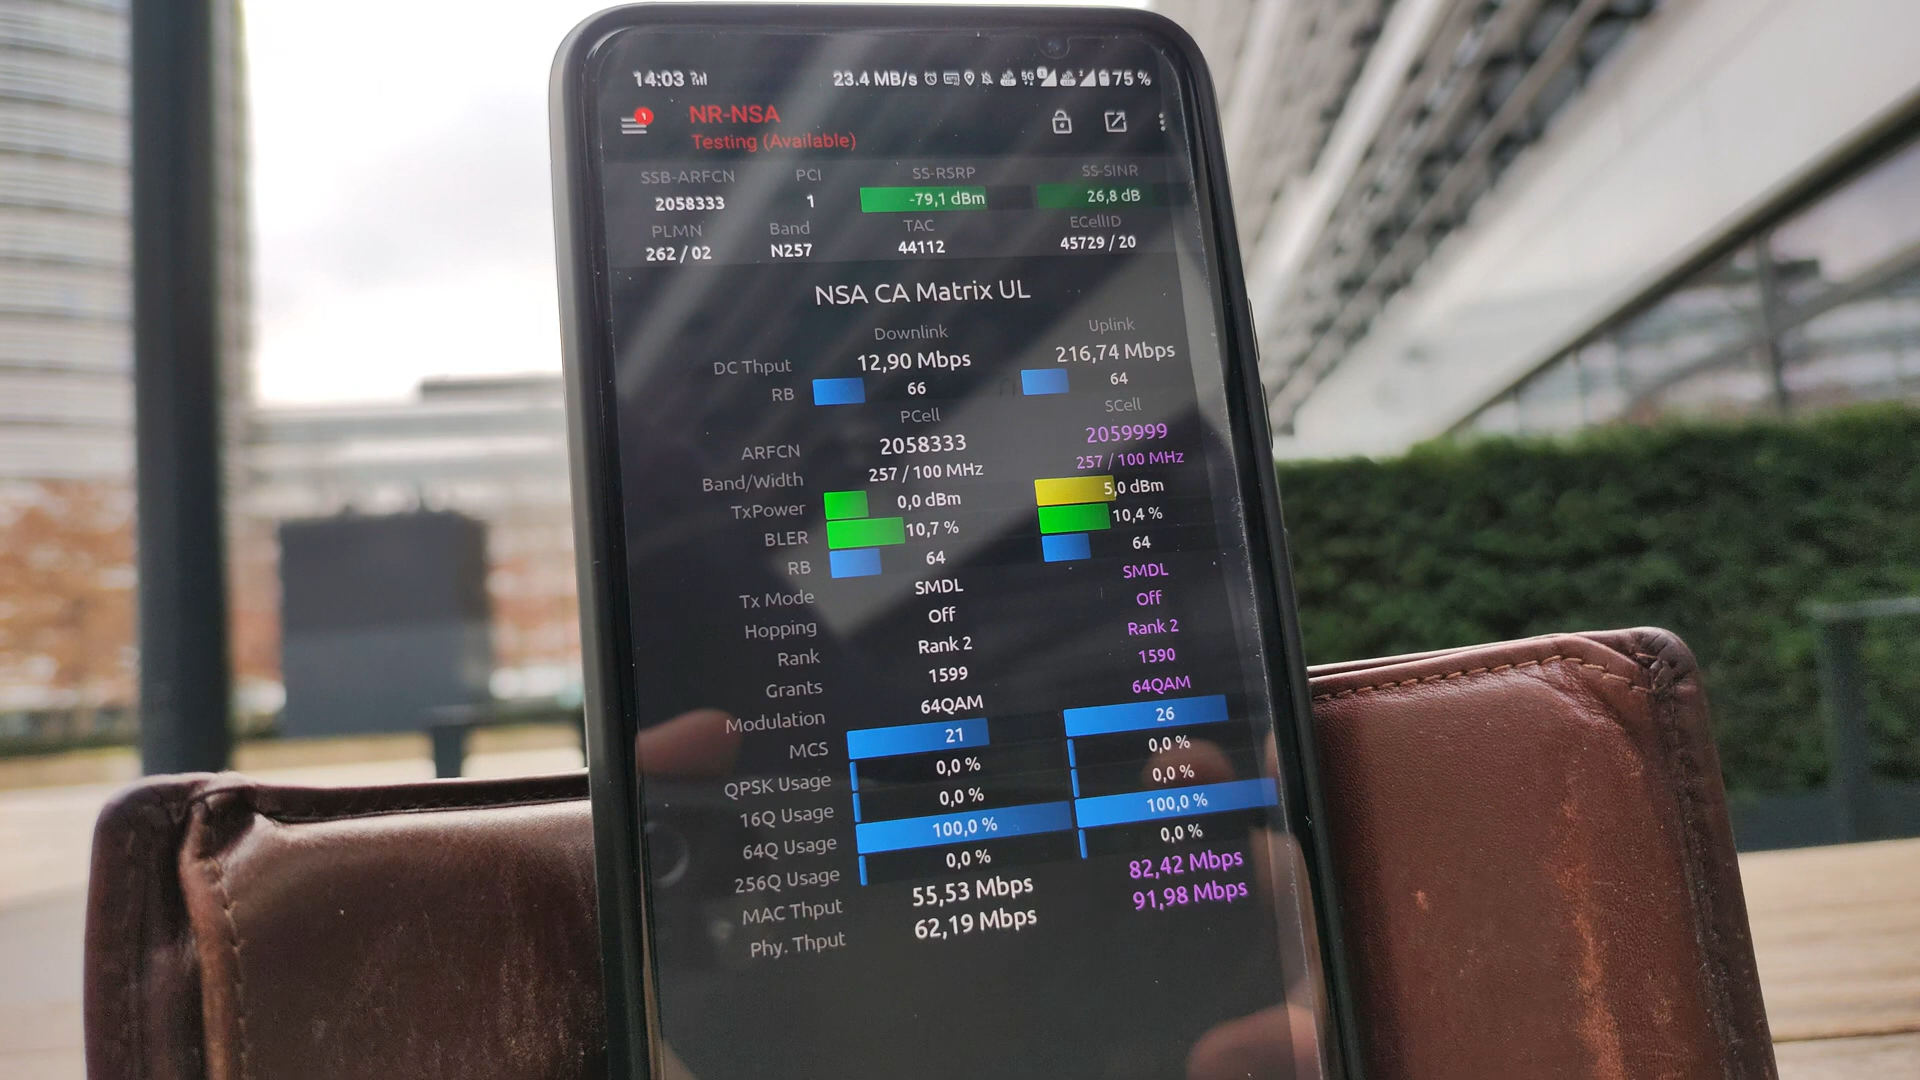 14:03 23.4 MB/s 5G 75 %
1 NR-NSA
Testing (Available)
SSB-ARFCN PCI SS-RSRP SS-SINR
2058333 1 -79,1 dBm 26,8 dB
PLMN Band TAC ECellID
262 / 02 N257 44112 45729 / 20
NSA CA Matrix UL
Downlink Uplink
DC Thput 12,90 Mbps 216,74 Mbps
RB 66 64
PCell SCell
ARFCN 2058333 2059999
Band/Width 257 / 100 MHz 257 / 100 MHz
TxPower 0,0 dBm 5,0 dBm
BLER 10,7 % 10,4 %
RB 64 64
Tx Mode SMDL SMDL
Hopping Off Off
Rank Rank 2 Rank 2
Grants 1599 1590
Modulation 64QAM 64QAM
MCS 21 26
QPSK Usage 0,0 % 0,0 %
16Q Usage 0,0 % 0,0 %
64Q Usage 100,0 % 100,0 %
256Q Usage 0,0 % 0,0 %
MAC Thput 55,53 Mbps 82,42 Mbps
Phy. Thput 62,19 Mbps 91,98 Mbps